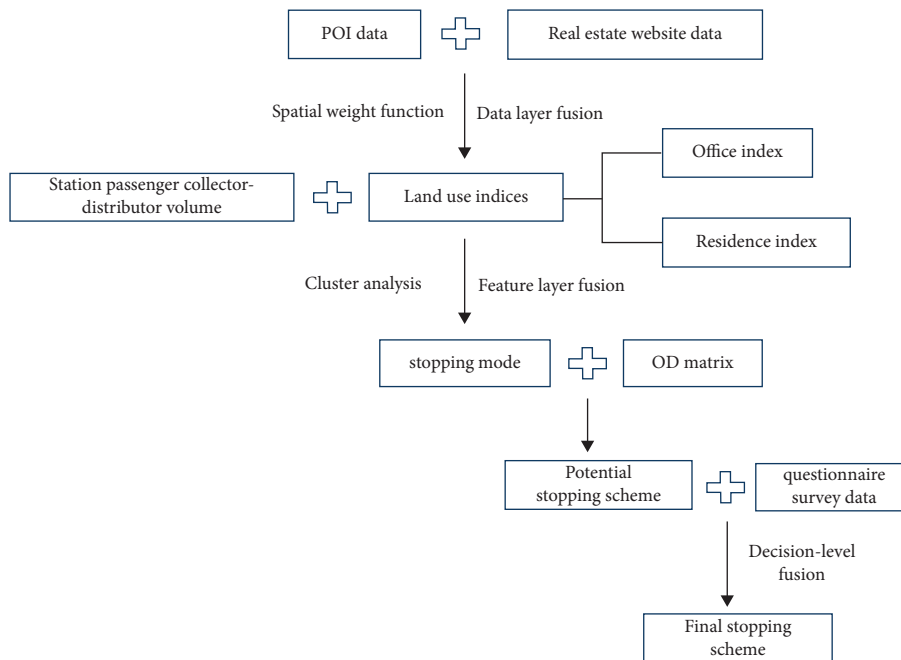 POI data
Real estate website data
Spatial weight function
Data layer fusion
Office index
Station passenger collector-
distributor volume
Land use indices
Residence index
Cluster analysis
Feature layer fusion
stopping mode
OD matrix
Potential
stopping scheme
questionnaire
survey data
Decision-level
fusion
Final stopping
scheme